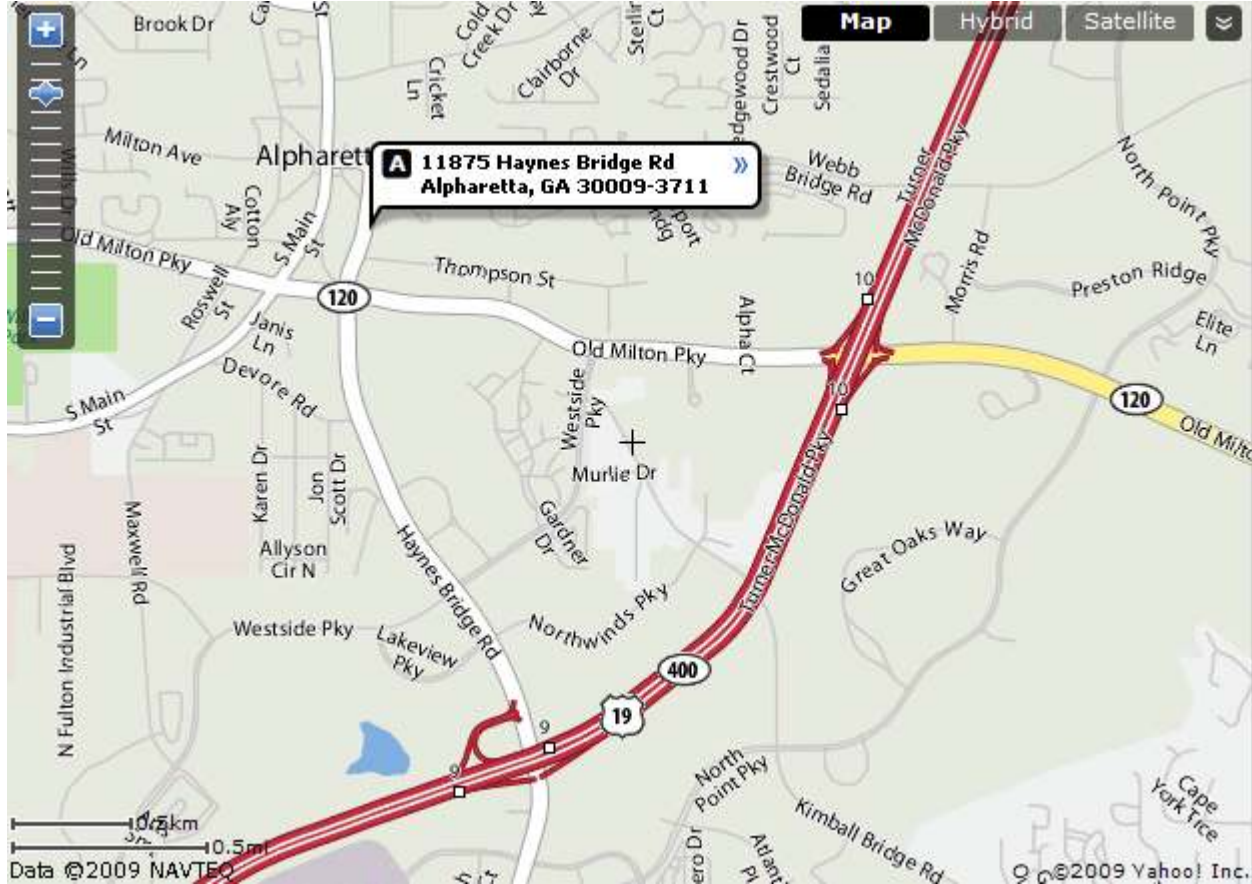 Brook Dr
St
Cold
Creek Dr
Clairborne
Dr
Cricket
Ln
Crestwood
Ct
Sedalia
Map
Hybrid
Satellite
Milton Ave
A 11875 Haynes Bridge Rd
Alpharetta, GA 30009-3711
Webb
Bridge Rd
Turner
McDonald Pky
North Point Pky
Cotton
Aly
S Main
St
Old Milton Pky
Thompson St
Morris Rd
Preston Ridge
Elite
Ln
Roswell
St
120
Janis
Ln
Alpha Ct
10
Old Milton Pky
Devore Rd
Westside
Pky
10
120
S Main
St
Karen Dr
Jon
Scott Dr
Murlie Dr
Maxwell Rd
Gardner
Dr
Turner McDonald Pky
Great Oaks Way
Allyson
Cir N
Haynes Bridge Rd
N Fulton Industrial Blvd
Westside Pky
Lakeview
Pky
Northwinds Pky
400
19
9
9
North
Point Pky
Kimball Bridge Rd
Cape
York Trce
0.5km
0.5mi
Data ©2009 NAVTEQ
©2009 Yahoo! Inc.